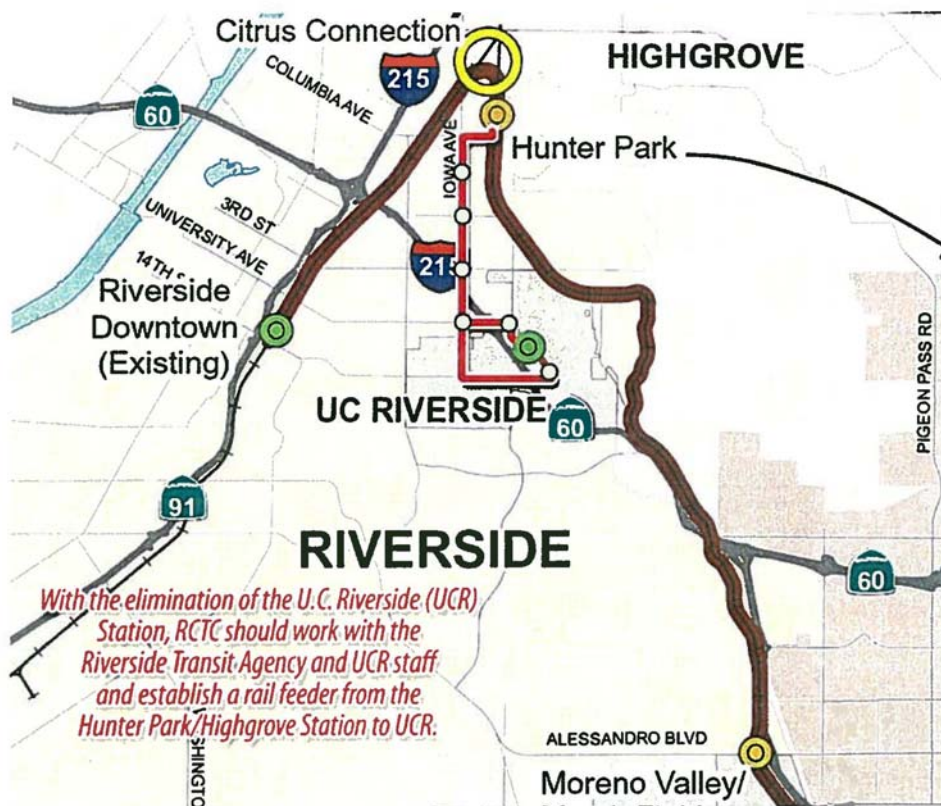 Citrus Connection
HIGHGROVE
215
COLUMBIA AVE
60
IOWA AVE
Hunter Park
3RD ST
UNIVERSITY AVE
14TH S
215
Riverside
Downtown
(Existing)
PIGEON PASS RD
UC RIVERSIDE
60
91
RIVERSIDE
60
With the elimination of the U.C. Riverside (UCR)
Station, RCTC should work with the
Riverside Transit Agency and UCR staff
and establish a rail feeder from the
Hunter Park/Highgrove Station to UCR.
ALESSANDRO BLVD
Moreno Valley/